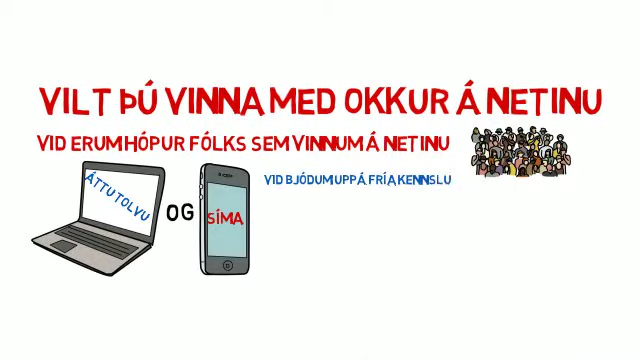 VILT ÞÚ VINNA MED OKKUR Á NETINU
VID ERUM HÓPUR FÓLKS SEM VINNUM Á NETINU
VID BJÓDUM UPPÁ FRÍA KENNSLU
ÁTTU TOLVU
OG
SÍMA